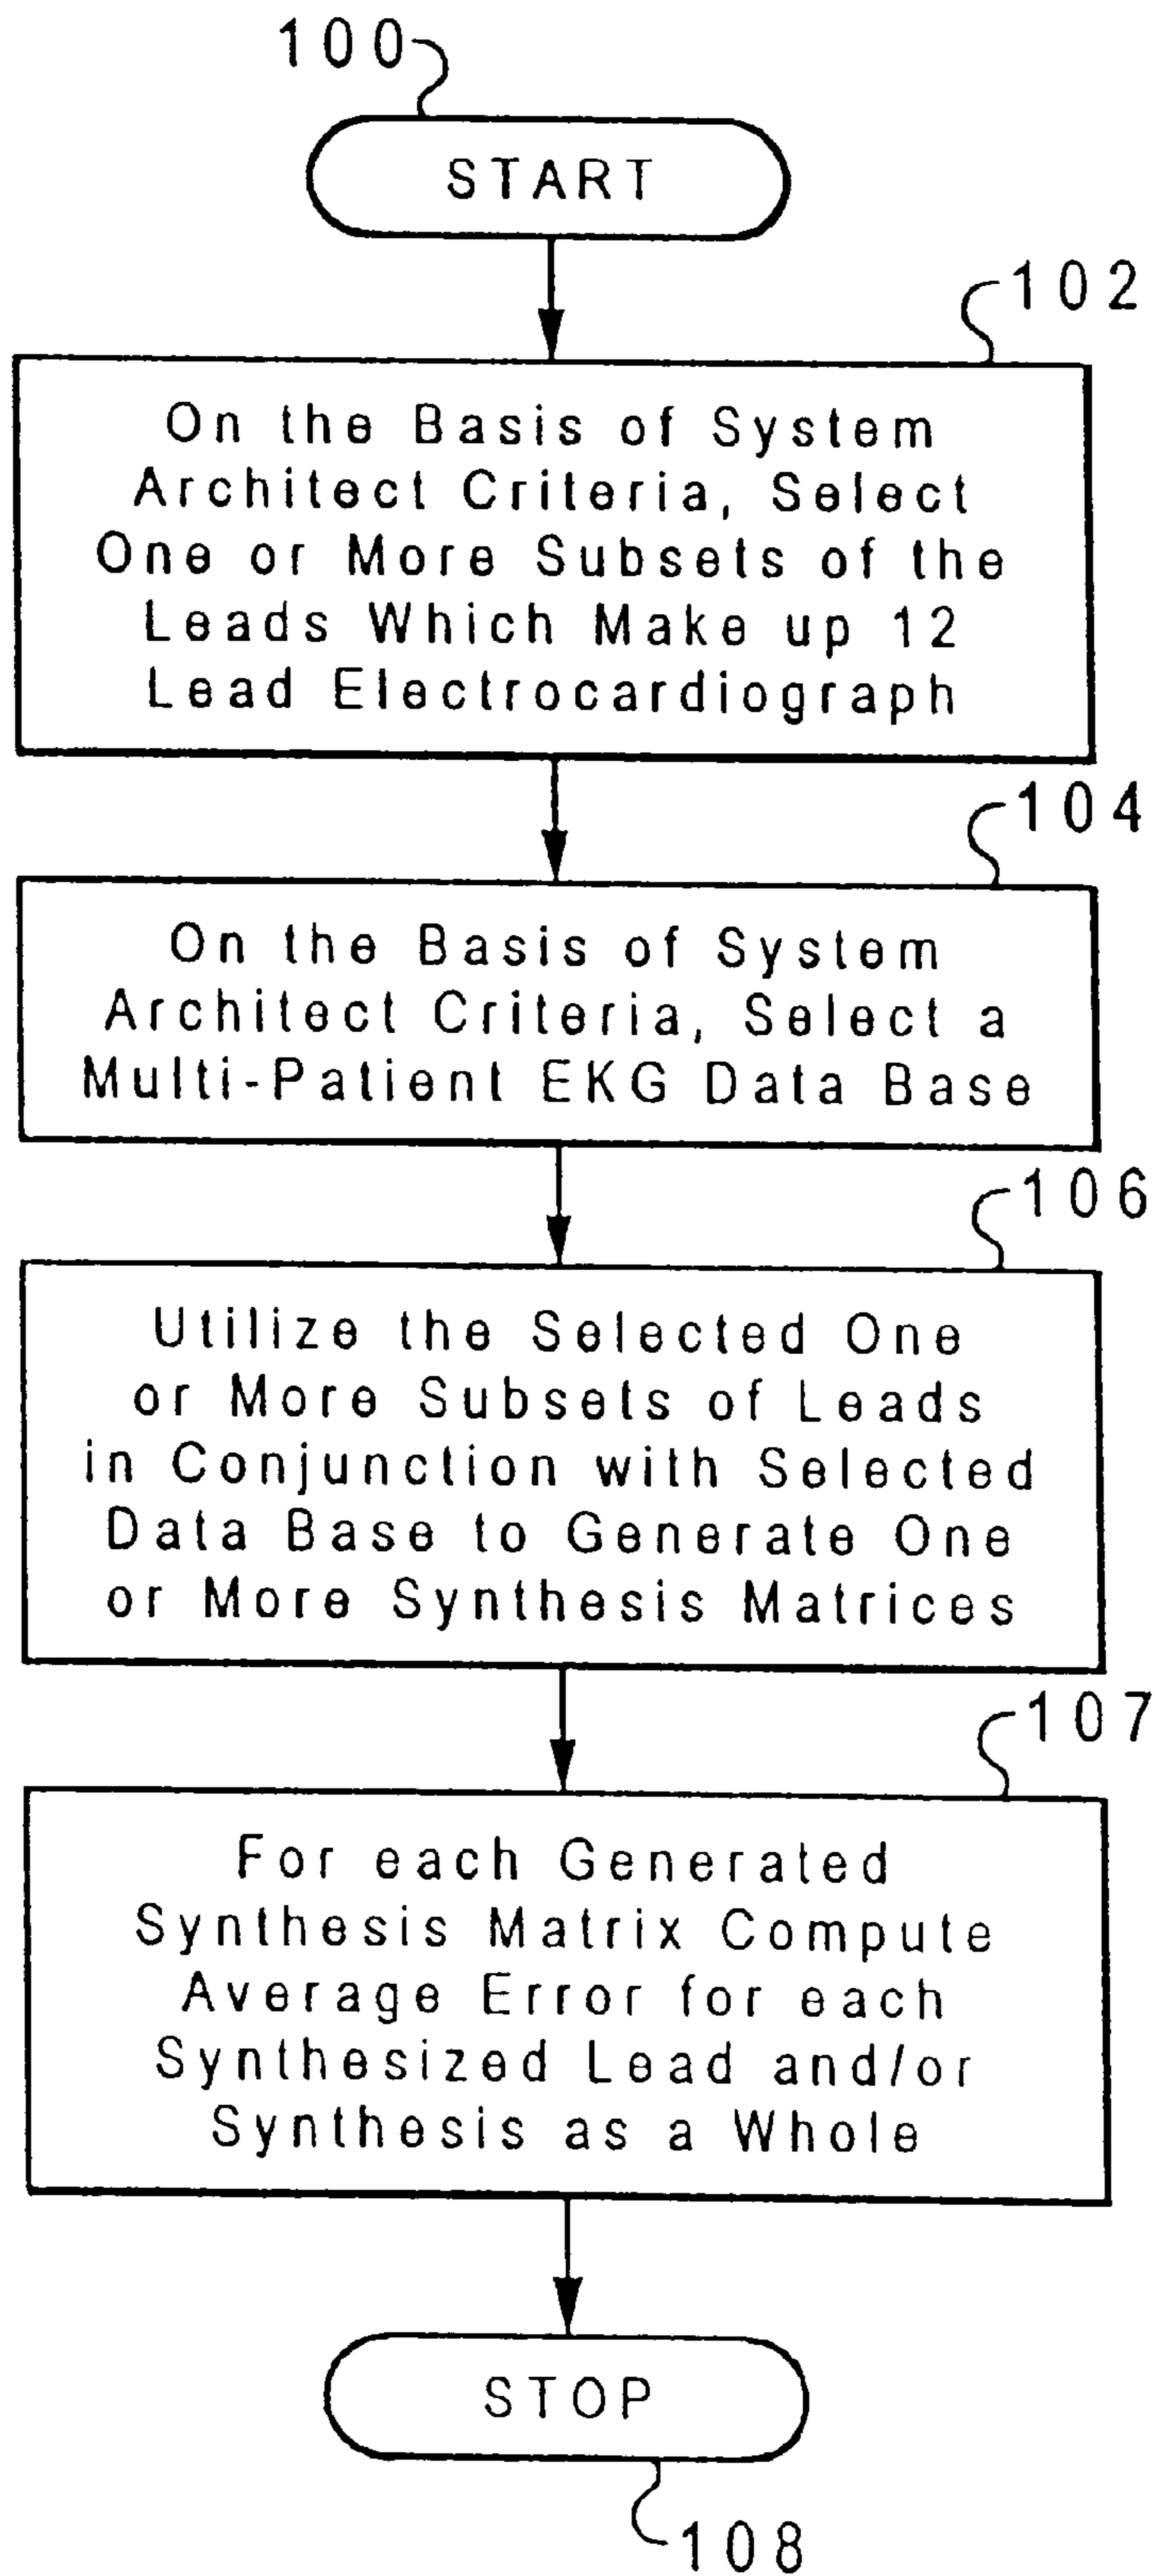 100
START
102
On the Basis of System
Architect Criteria, Select
One or More Subsets of the
Leads Which Make up 12
Lead Electrocardiograph
104
On the Basis of System
Architect Criteria, Select a
Multi-Patient EKG Data Base
106
Utilize the Selected One
or More Subsets of Leads
in Conjunction with Selected
Data Base to Generate One
or More Synthesis Matrices
107
For each Generated
Synthesis Matrix Compute
Average Error for each
Synthesized Lead and/or
Synthesis as a Whole
STOP
108